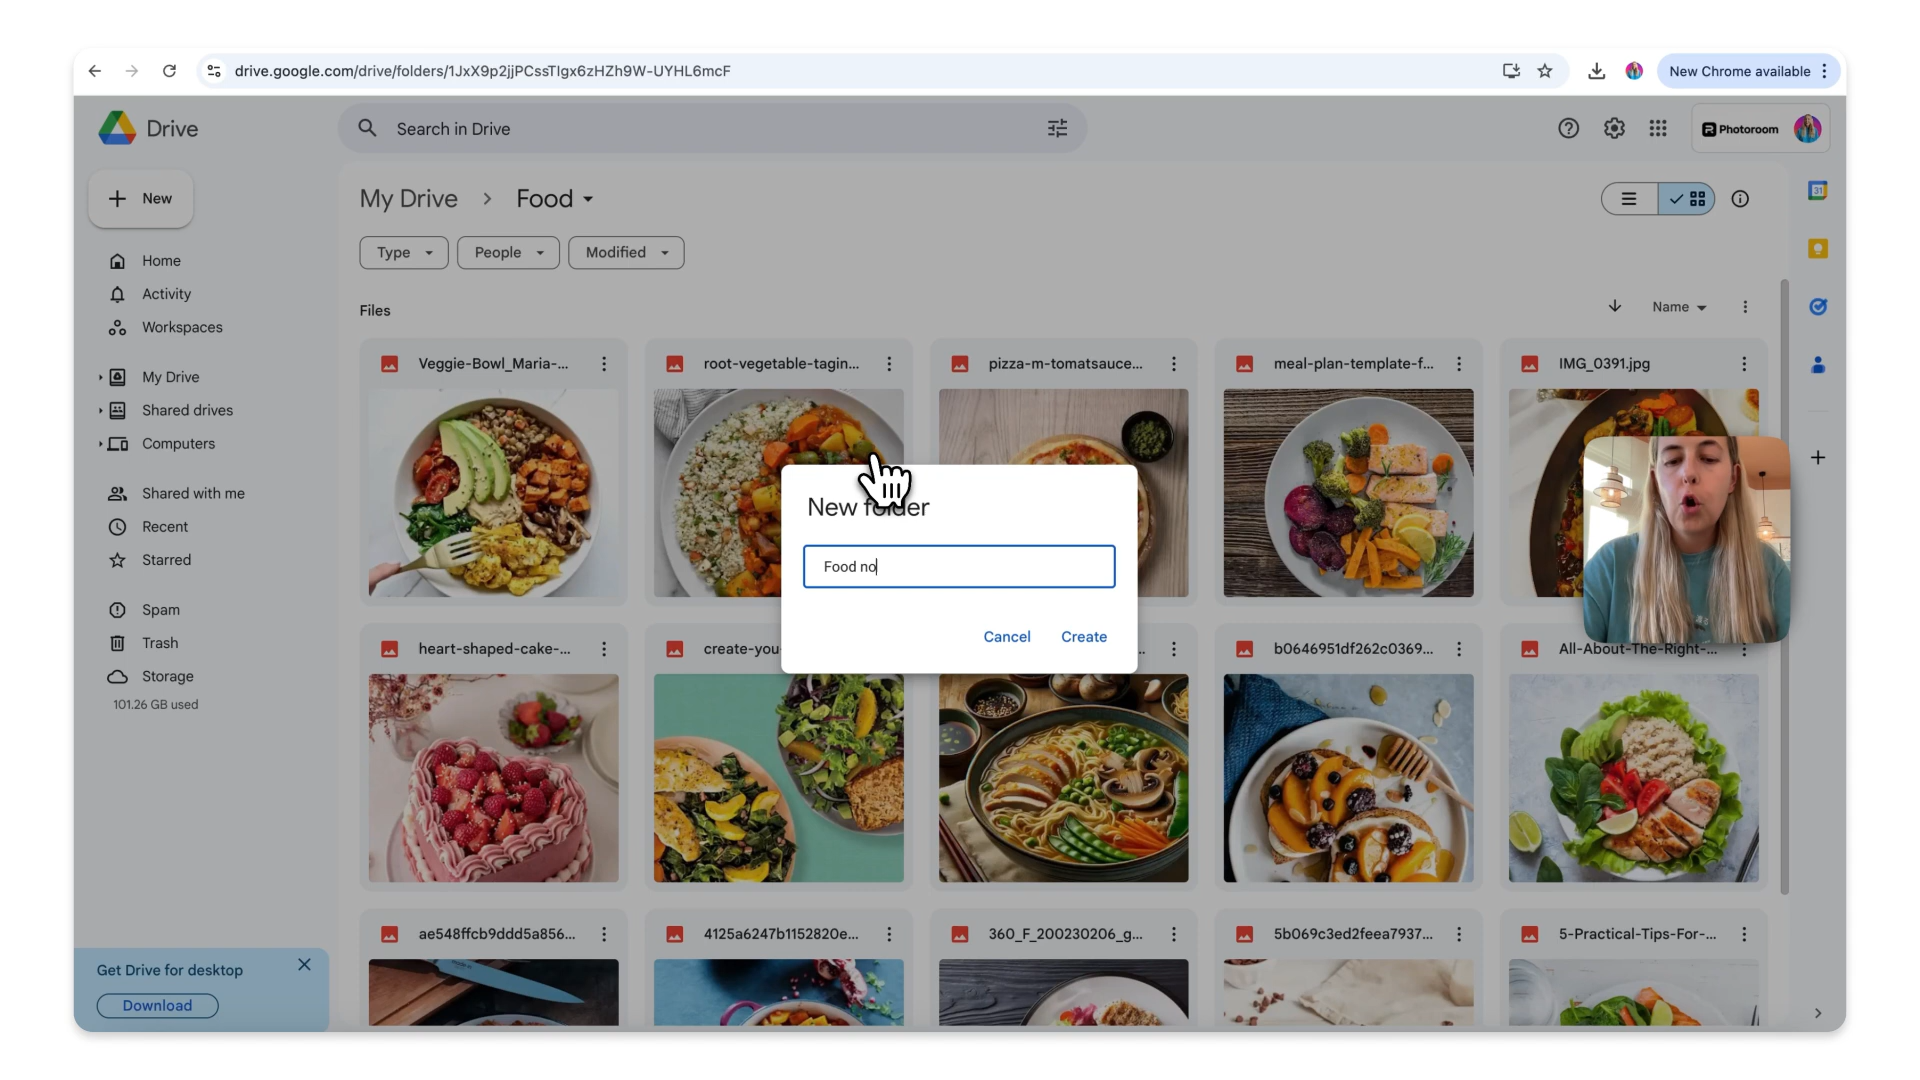 drive.google.com/drive/folders/1JxX9p2jjPCssTIgx6zHZh9W-UYHL6mcF
New Chrome available
Drive
Search in Drive
Photoroom
New
My Drive > Food
Type
People
Modified
Home
Activity
Workspaces
My Drive
Shared drives
Computers
Shared with me
Recent
Starred
Spam
Trash
Storage
101.26 GB used
Get Drive for desktop
Download
Files
Name
31
Veggie-Bowl_Maria-...
root-vegetable-tagin...
pizza-m-tomatsauce...
meal-plan-template-f...
IMG_0391.jpg
New folder
Food no
Cancel
Create
heart-shaped-cake-...
create-you
b0646951df262c0369...
All-About-The-Right-...
ae548ffcb9ddd5a856...
4125a6247b1152820e...
360_F_200230206_g...
5b069c3ed2feea7937...
5-Practical-Tips-For-...